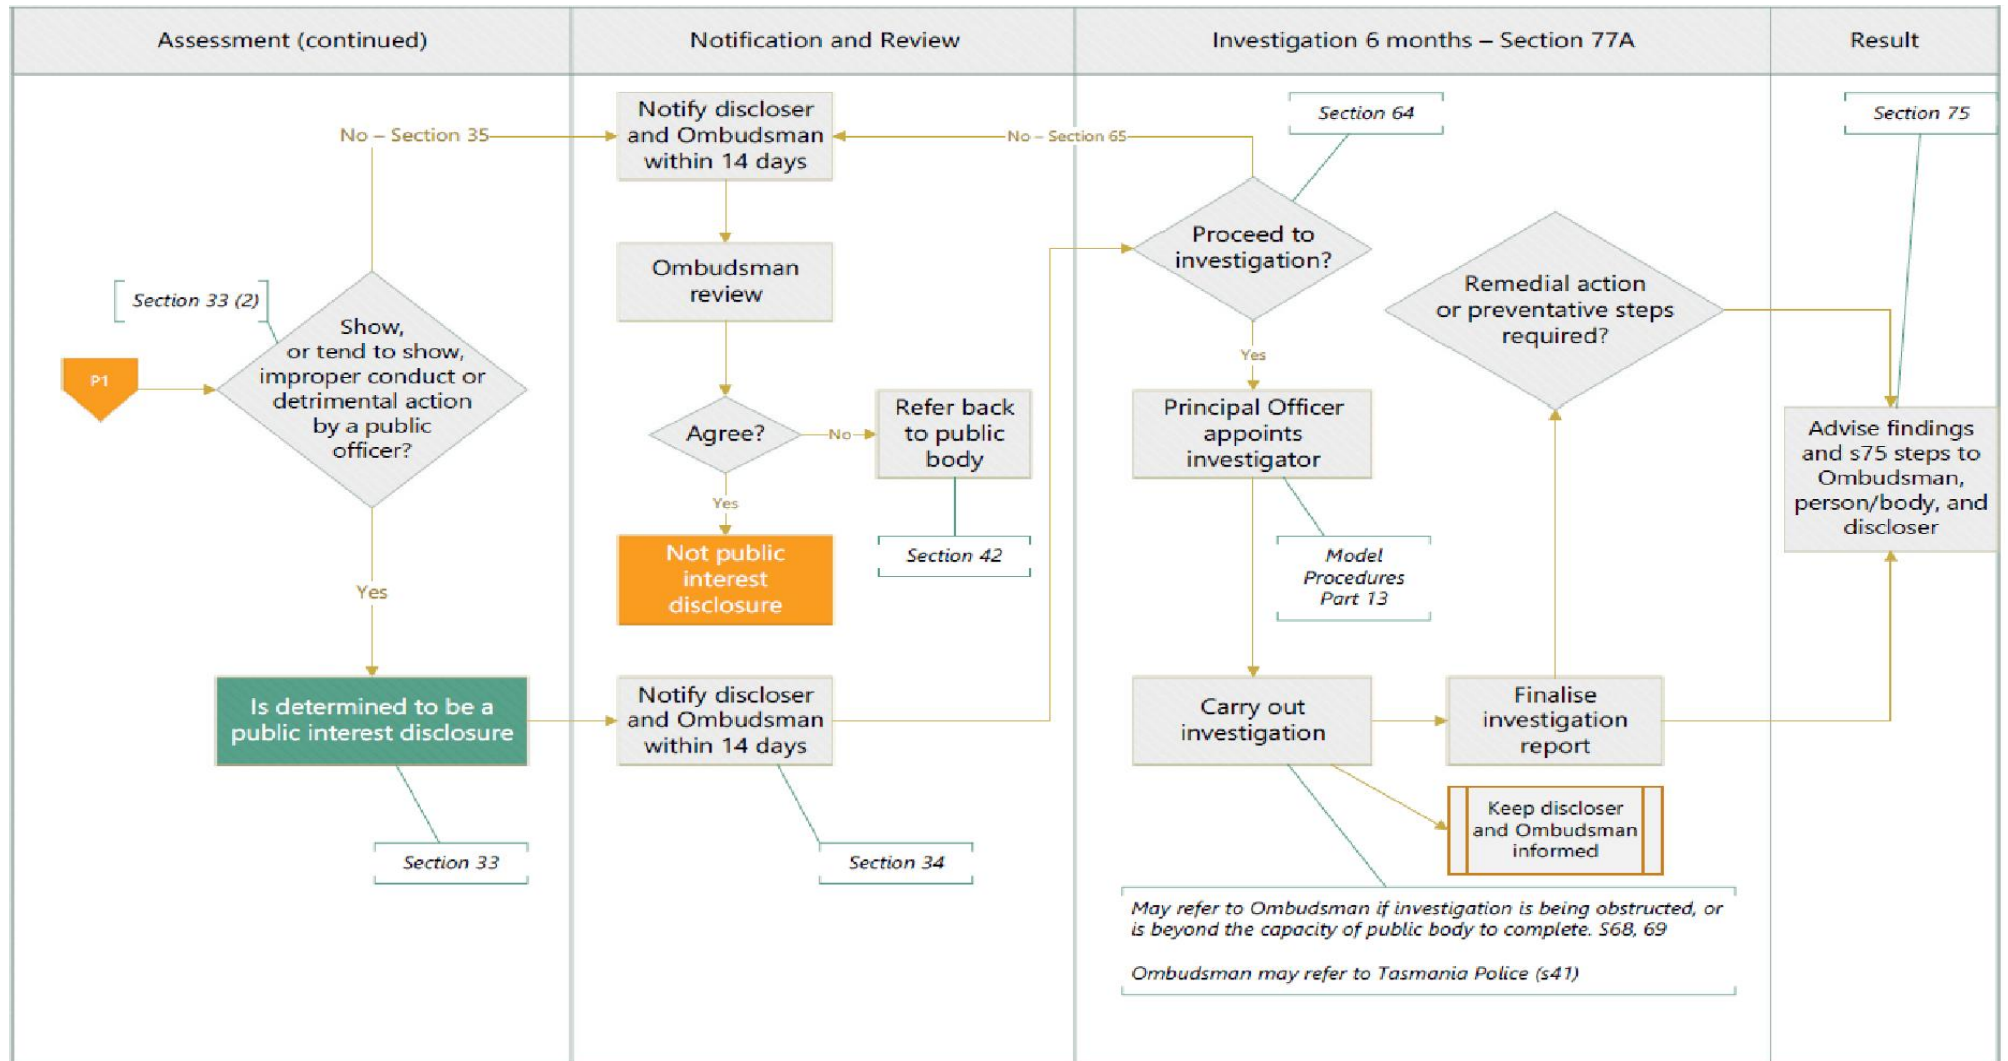 Assessment (continued)
Notification and Review
Investigation 6 months – Section 77A
Result
No – Section 35
Section 33 (2)
P1
Show,
or tend to show,
improper conduct or
detrimental action
by a public
officer?
Yes
Is determined to be a
public interest disclosure
Section 33
Notify discloser
and Ombudsman
within 14 days
Ombudsman
review
Agree?
No
Refer back
to public
body
Section 42
Yes
Not public
interest
disclosure
Notify discloser
and Ombudsman
within 14 days
Section 34
No – Section 65
Section 64
Proceed to
investigation?
Yes
Principal Officer
appoints
investigator
Model
Procedures
Part 13
Carry out
investigation
Finalise
investigation
report
Keep discloser
and Ombudsman
informed
May refer to Ombudsman if investigation is being obstructed, or
is beyond the capacity of public body to complete. S68, 69
Ombudsman may refer to Tasmania Police (s41)
Remedial action
or preventative steps
required?
Section 75
Advise findings
and s75 steps to
Ombudsman,
person/body, and
discloser